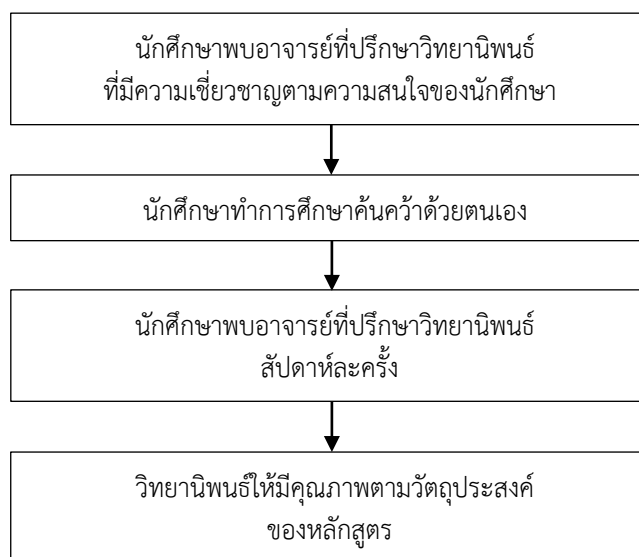 นักศึกษาพบอาจารย์ที่ปรึกษาวิทยานิพนธ์
ที่มีความเชี่ยวชาญตามความสนใจของนักศึกษา
นักศึกษาทำการศึกษาค้นคว้าด้วยตนเอง
นักศึกษาพบอาจารย์ที่ปรึกษาวิทยานิพนธ์
สัปดาห์ละครั้ง
วิทยานิพนธ์ให้มีคุณภาพตามวัตถุประสงค์
ของหลักสูตร